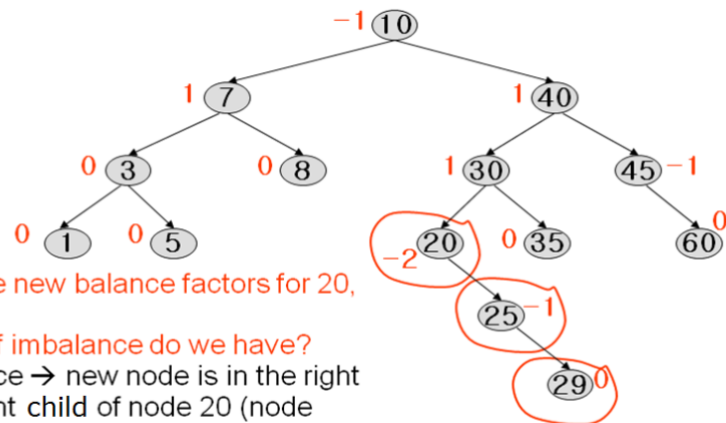 -1 10
1 7 1 40
0 3 0 8 1 30 45 -1
0 1 0 5 -2 20 0 35 60 0
new balance factors for 20,
25 -1
imbalance do we have?
→ new node is in the right
29 0
child of node 20 (node